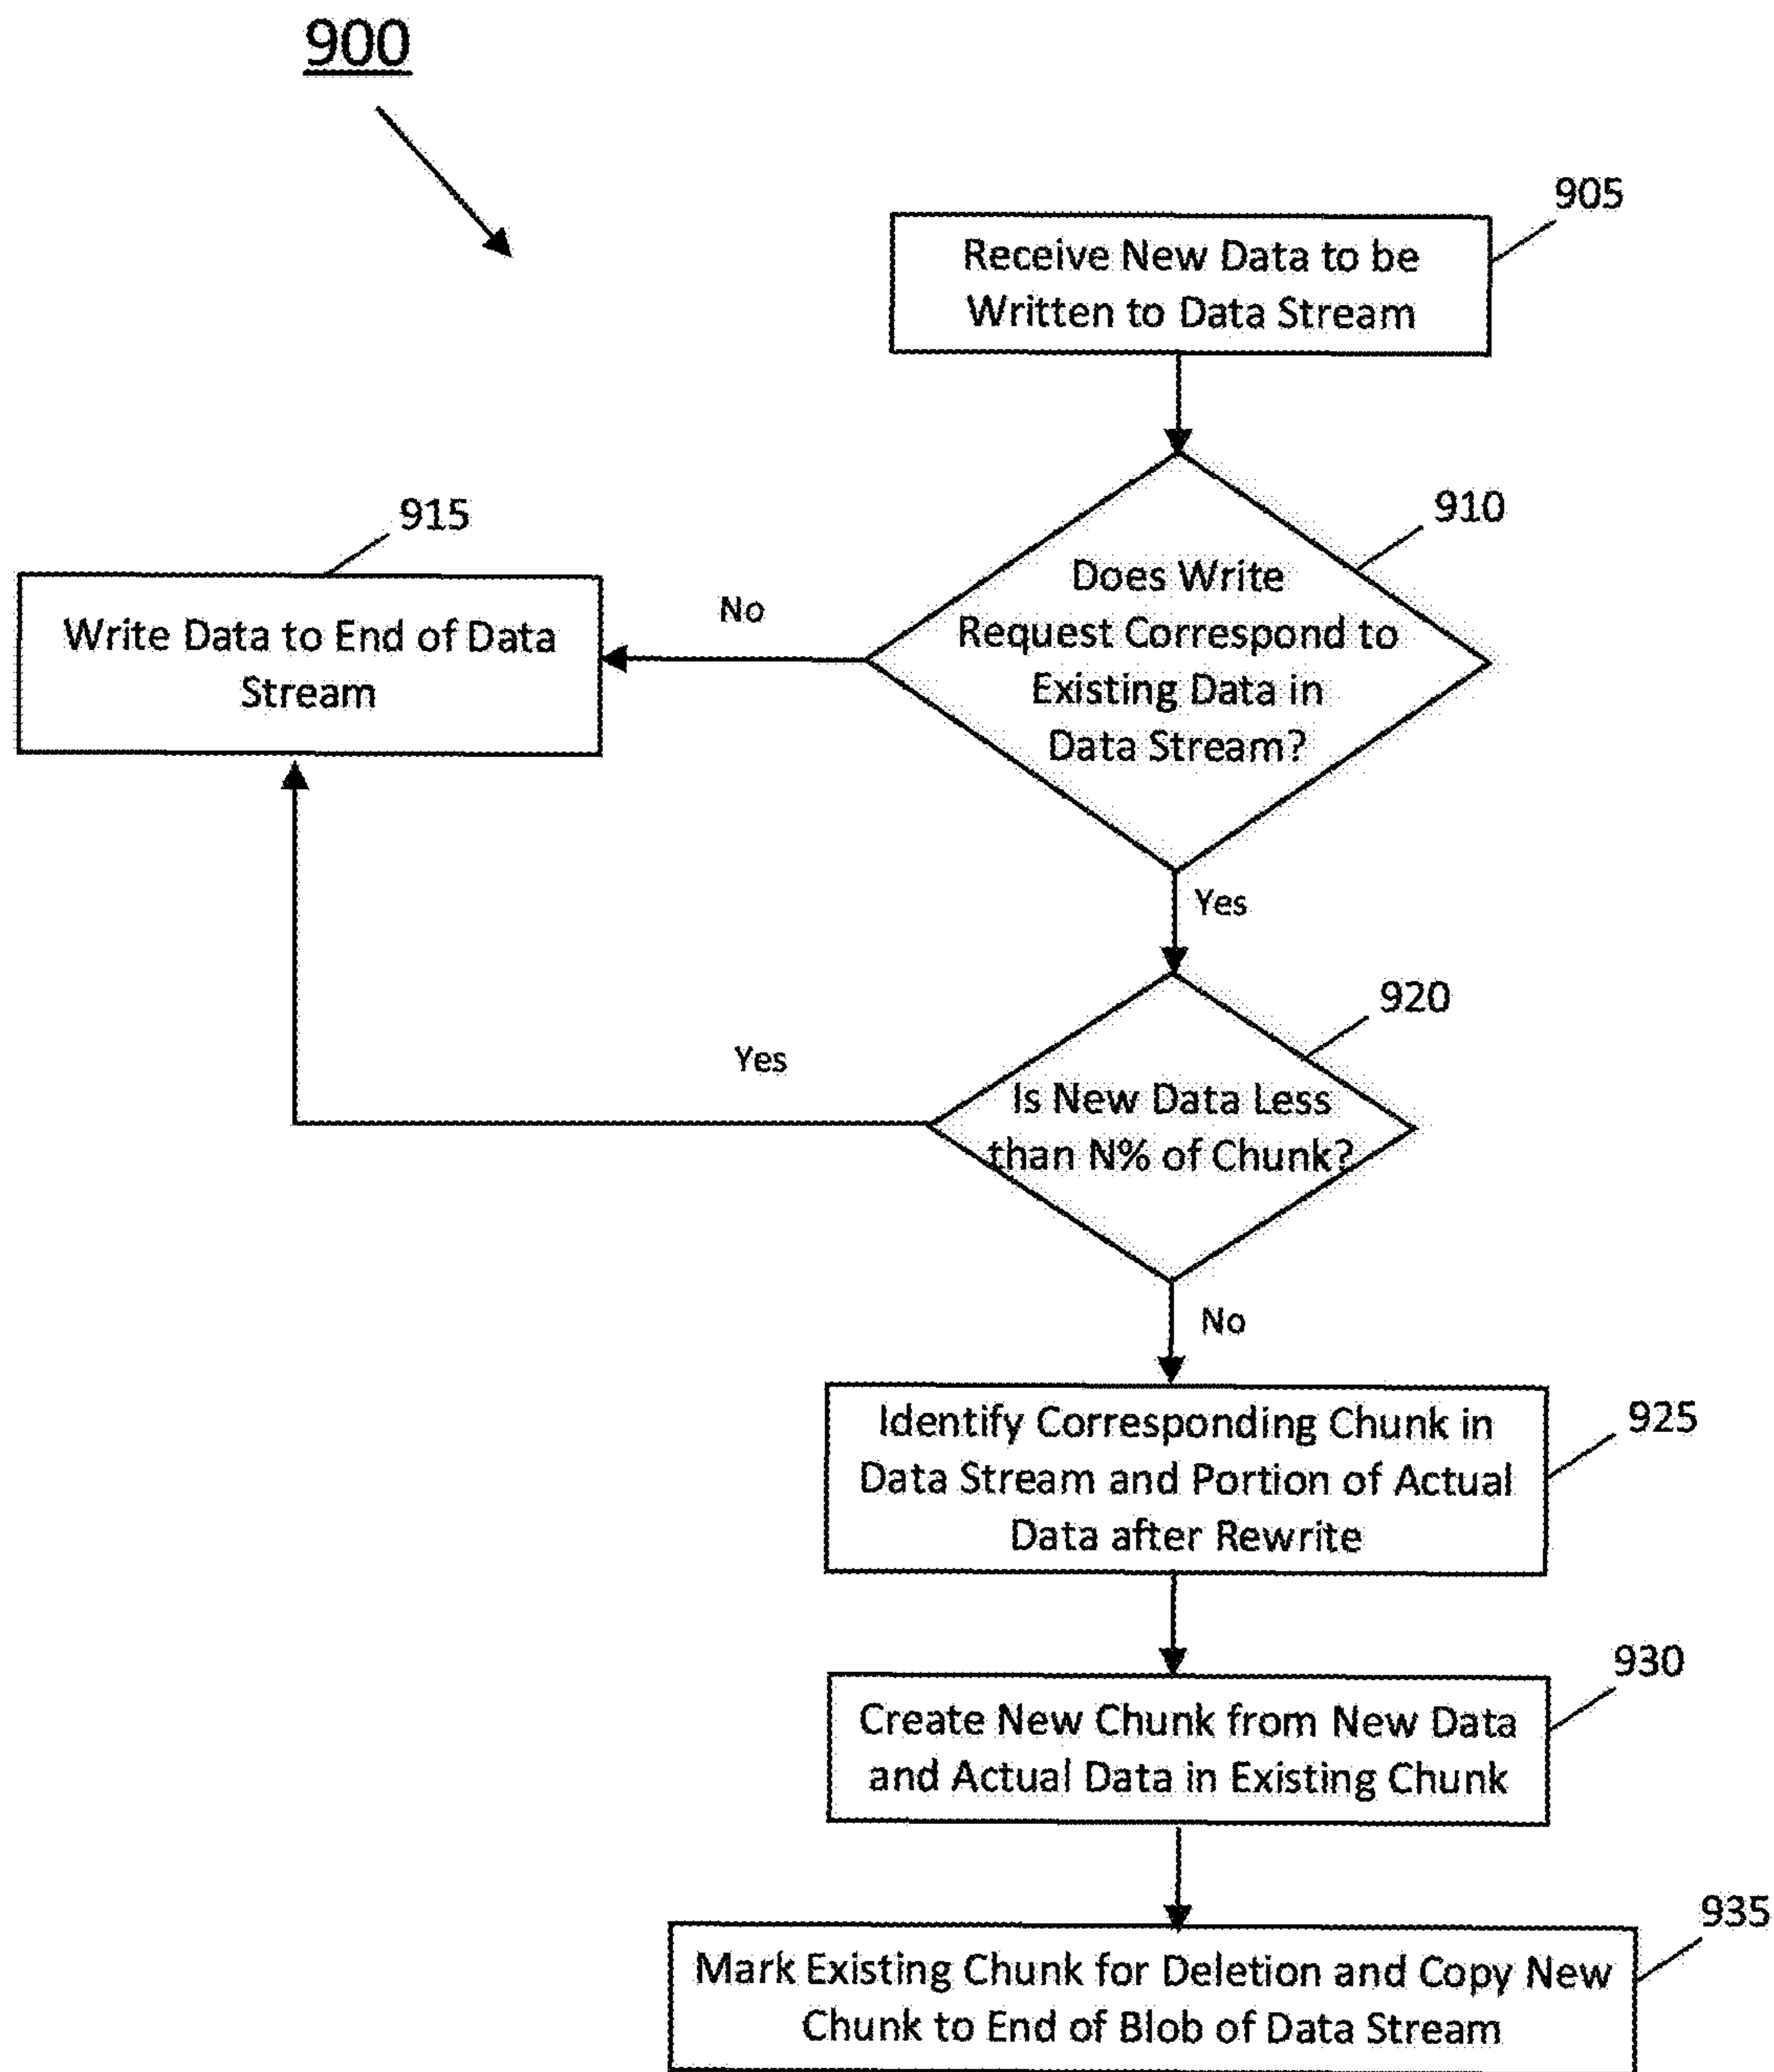 900
905
Receive New Data to be
Written to Data Stream
910
Does Write
Request Correspond to
Existing Data in
Data Stream?
No
915
Write Data to End of Data
Stream
Yes
920
Is New Data Less
than N% of Chunk?
Yes
No
925
Identify Corresponding Chunk in
Data Stream and Portion of Actual
Data after Rewrite
930
Create New Chunk from New Data
and Actual Data in Existing Chunk
935
Mark Existing Chunk for Deletion and Copy New
Chunk to End of Blob of Data Stream